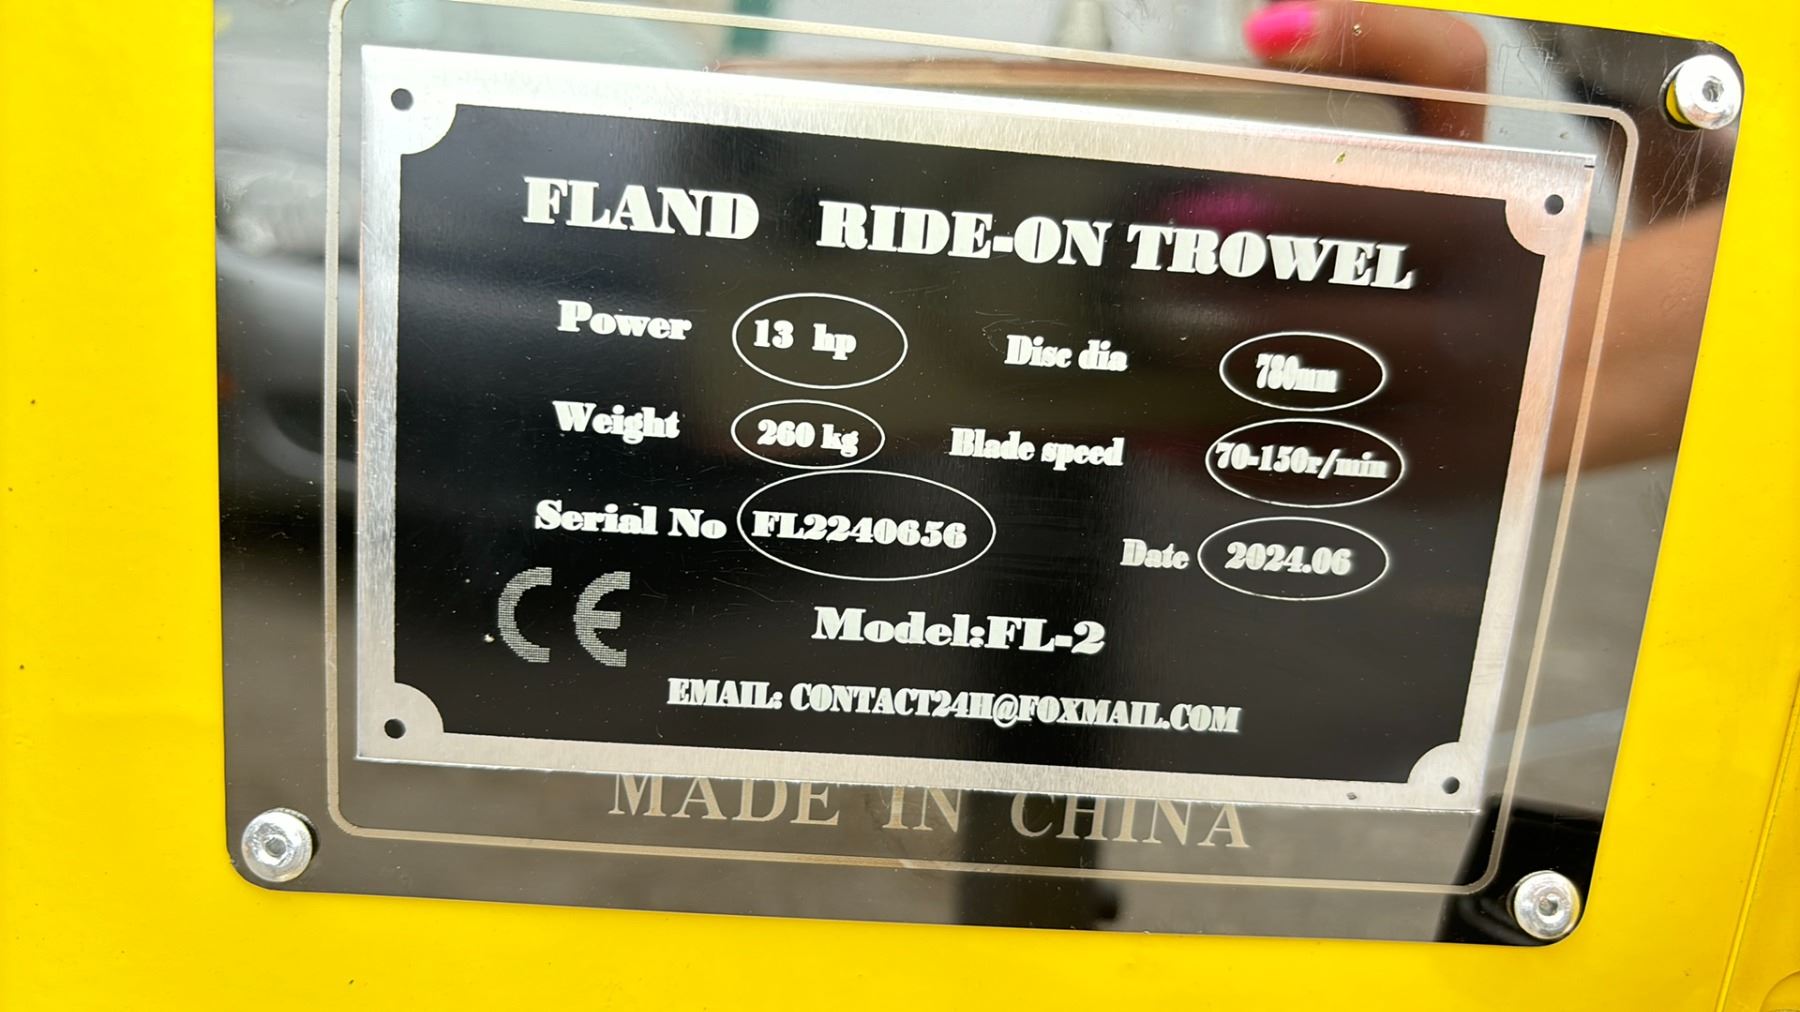 FLAND RIDE-ON TROWEL
Power 13 hp Disc dia 780mm
Weight 260 kg Blade speed 70-150r/min
Serial No FL2240656 Date 2024.06
CE
Model:FL-2
EMAIL: CONTACT24H@FOXMAIL.COM
MADE IN CHINA